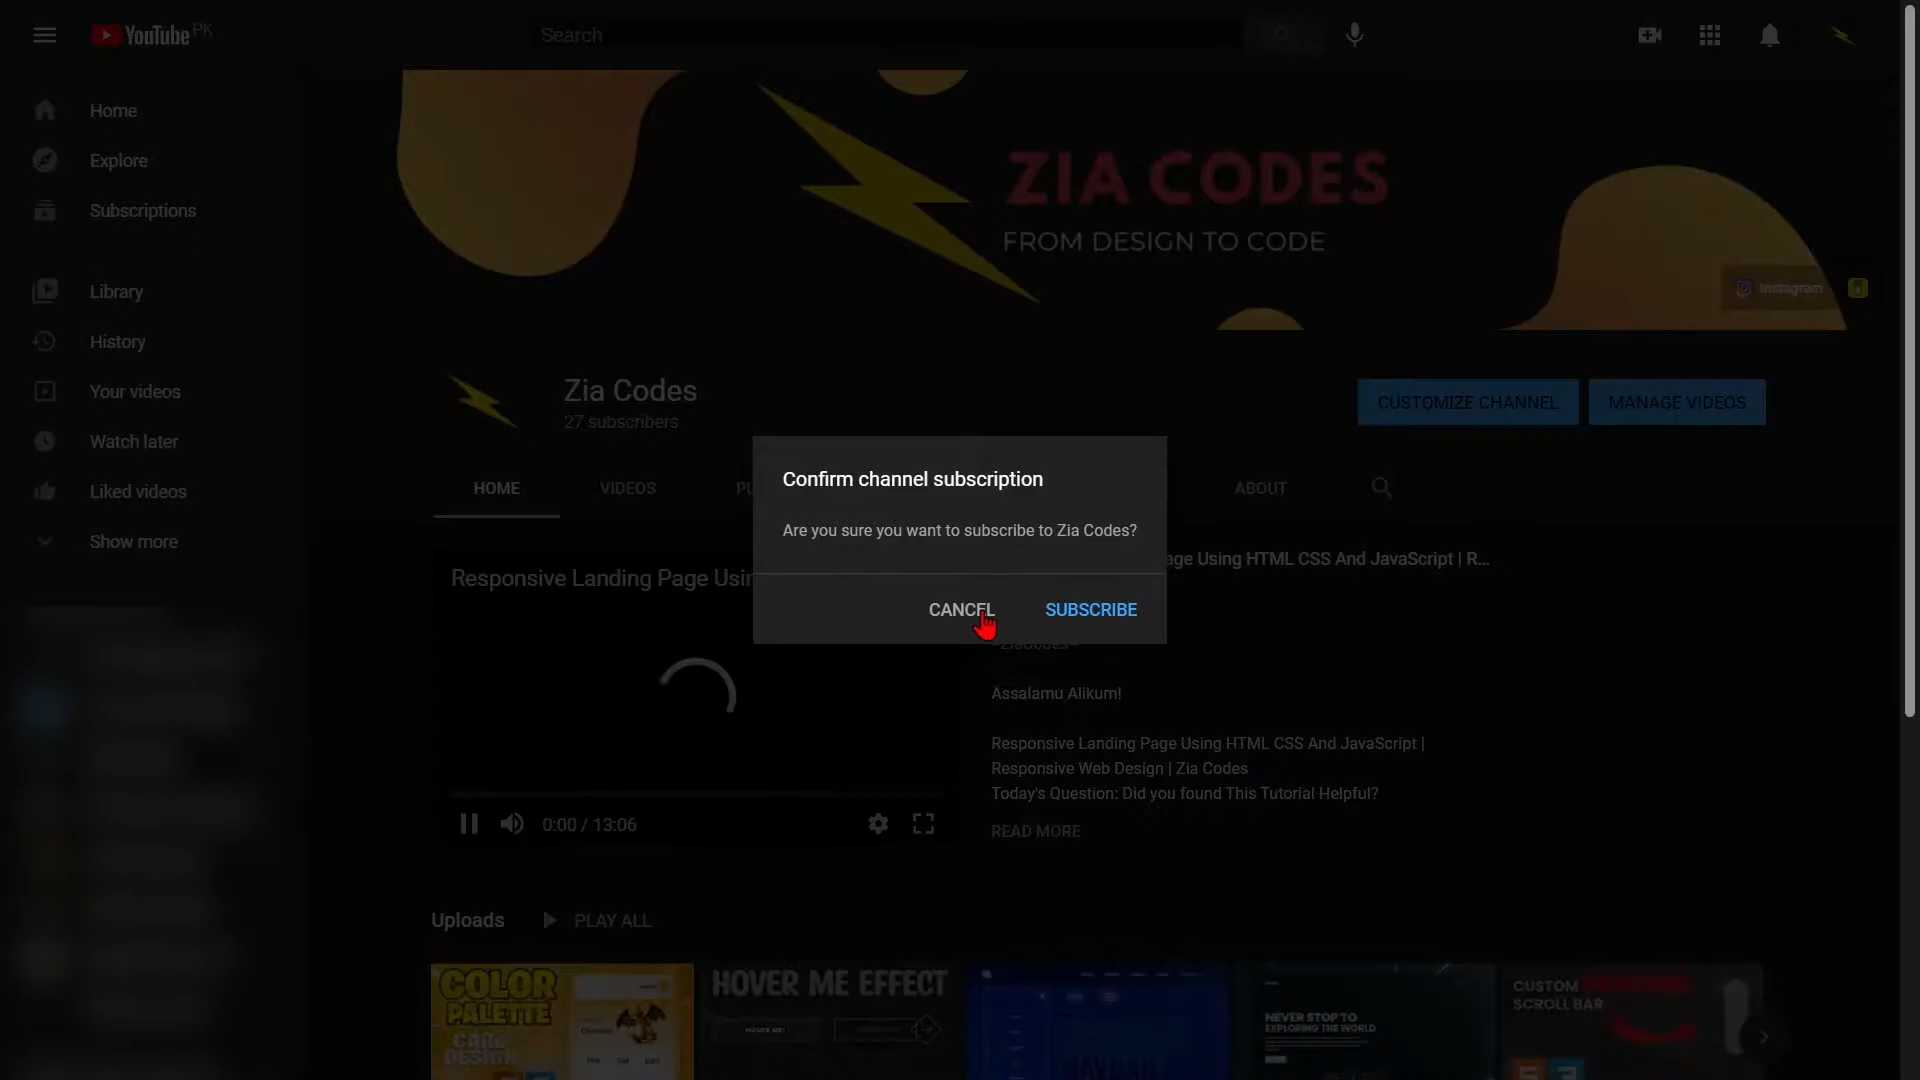 YouTube PK
Search
Home
Explore
Subscriptions
Library
History
Your videos
Watch later
Liked videos
Show more
ZIA CODES
FROM DESIGN TO CODE
Instagram
Zia Codes
27 subscribers
CUSTOMIZE CHANNEL
MANAGE VIDEOS
HOME
VIDEOS
ABOUT
Confirm channel subscription
Are you sure you want to subscribe to Zia Codes?
CANCEL
SUBSCRIBE
Responsive Landing Page Usin
age Using HTML CSS And JavaScript | R...
0:00 / 13:06
Assalamu Alikum!
Responsive Landing Page Using HTML CSS And JavaScript |
Responsive Web Design | Zia Codes
Today's Question: Did you found This Tutorial Helpful?
READ MORE
Uploads
PLAY ALL
COLOR
PALETTE
CARD
DESIGN
HOVER ME EFFECT
HOVER ME!
NEVER STOP TO
EXPLORING THE WORLD
CUSTOM YOUTUBE
SCROLL BAR